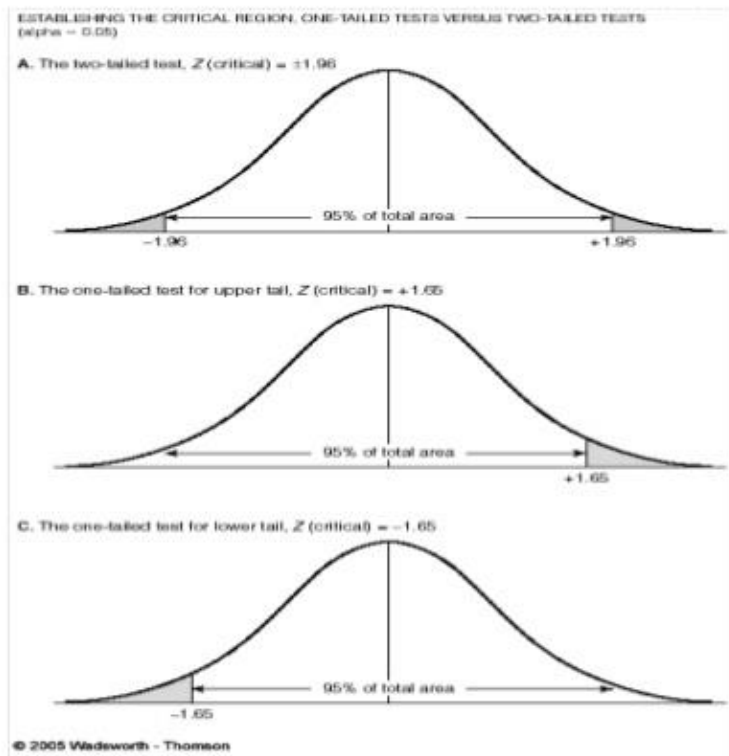 ESTABLISHING THE CRITICAL REGION, ONE-TAILED TESTS VERSUS TWO-TAILED TESTS
(alpha = 0.05)
A. The two-tailed test, Z (critical) = ±1.96
95% of total area
−1.96 +1.96
B. The one-tailed test for upper tail, Z (critical) = +1.65
95% of total area
+1.65
C. The one-tailed test for lower tail, Z (critical) = −1.65
95% of total area
−1.65
© 2005 Wadsworth - Thomson